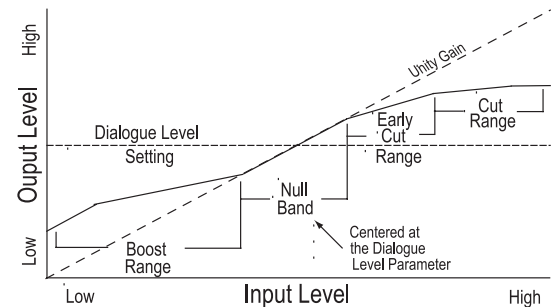 High
Unity Gain
Ouput Level
Dialogue Level
Setting
Early
Cut
Range
Cut
Range
Null
Band
Low
Boost
Range
Centered at
the Dialogue
Level Parameter
Low
Input Level
High